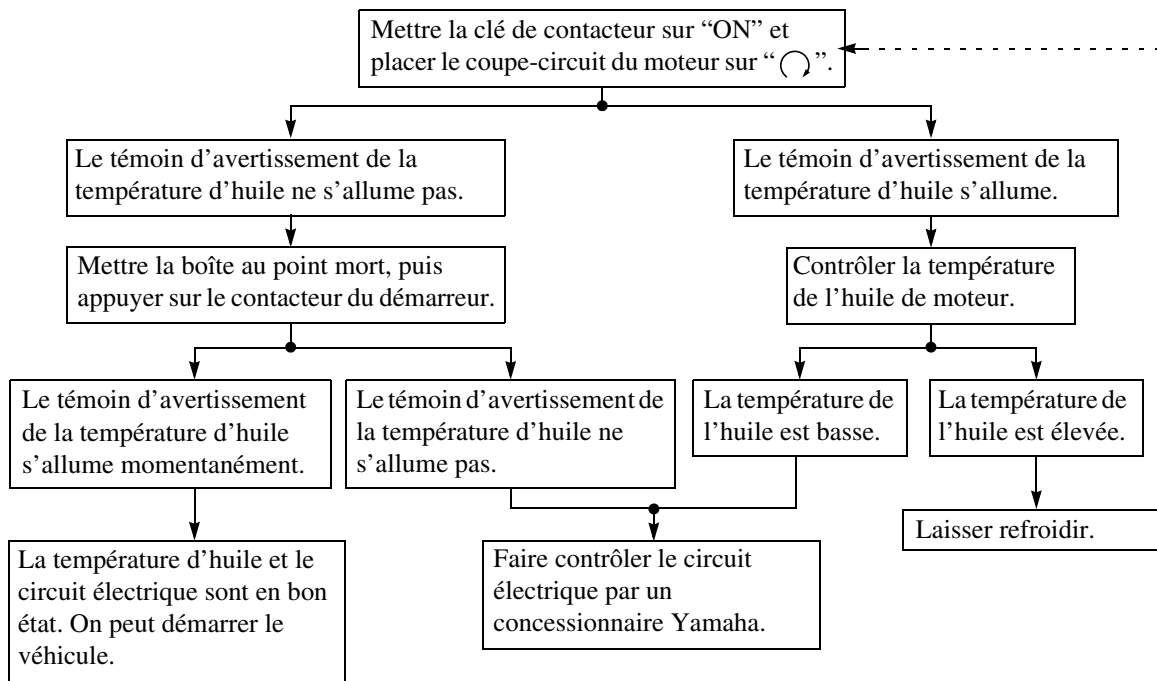 Mettre la clé de contacteur sur “ON” et
placer le coupe-circuit du moteur sur “ ”.
Le témoin d’avertissement de la
température d’huile ne s’allume pas.
Le témoin d’avertissement de la
température d’huile s’allume.
Mettre la boîte au point mort, puis
appuyer sur le contacteur du démarreur.
Contrôler la température
de l’huile de moteur.
Le témoin d’avertissement
de la température d’huile
s’allume momentanément.
Le témoin d’avertissement de
la température d’huile ne
s’allume pas.
La température de
l’huile est basse.
La température de
l’huile est élevée.
La température d’huile et le
circuit électrique sont en bon
état. On peut démarrer le
véhicule.
Faire contrôler le circuit
électrique par un
concessionnaire Yamaha.
Laisser refroidir.